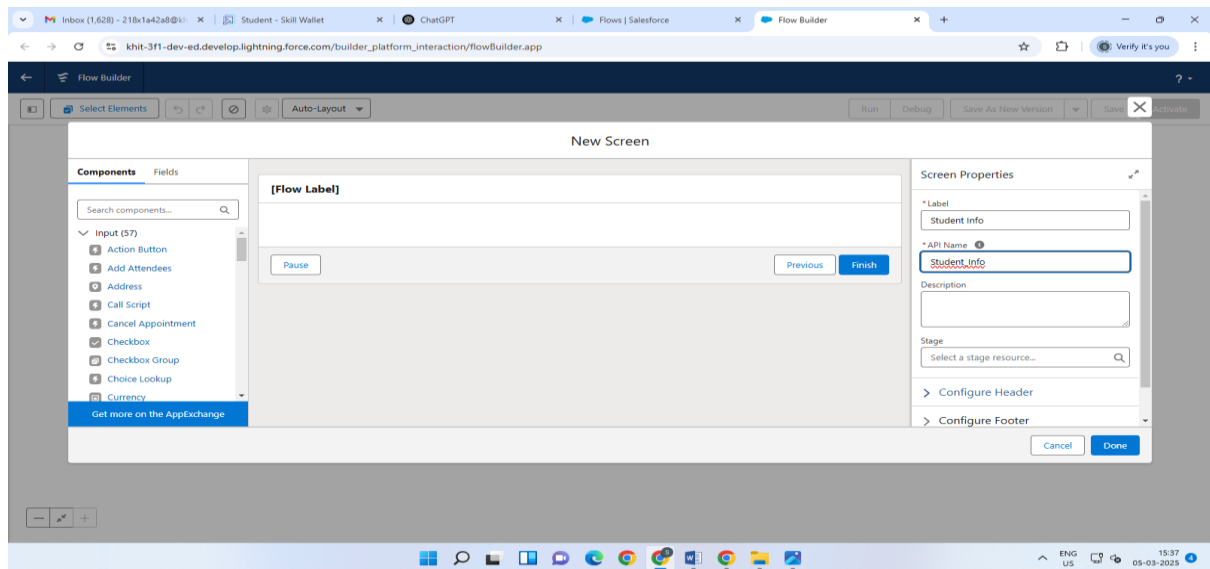 Inbox (1,628) - 218x1a42a8@kh
Student - Skill Wallet
ChatGPT
Flows | Salesforce
Flow Builder
khit-3f1-dev-ed.develop.lightning.force.com/builder_platform_interaction/flowBuilder.app
Verify it's you
Flow Builder
?
Select Elements
Auto-Layout
Run
Debug
Save As New Version
Save
Activate
New Screen
Components
Fields
Search components...
Input (57)
Action Button
Add Attendees
Address
Call Script
Cancel Appointment
Checkbox
Checkbox Group
Choice Lookup
Currency
Get more on the AppExchange
[Flow Label]
Pause
Previous
Finish
Screen Properties
*Label
Student Info
*API Name
Student_Info
Description
Stage
Select a stage resource...
Configure Header
Configure Footer
Cancel
Done
ENG
US
15:37
05-03-2025
4